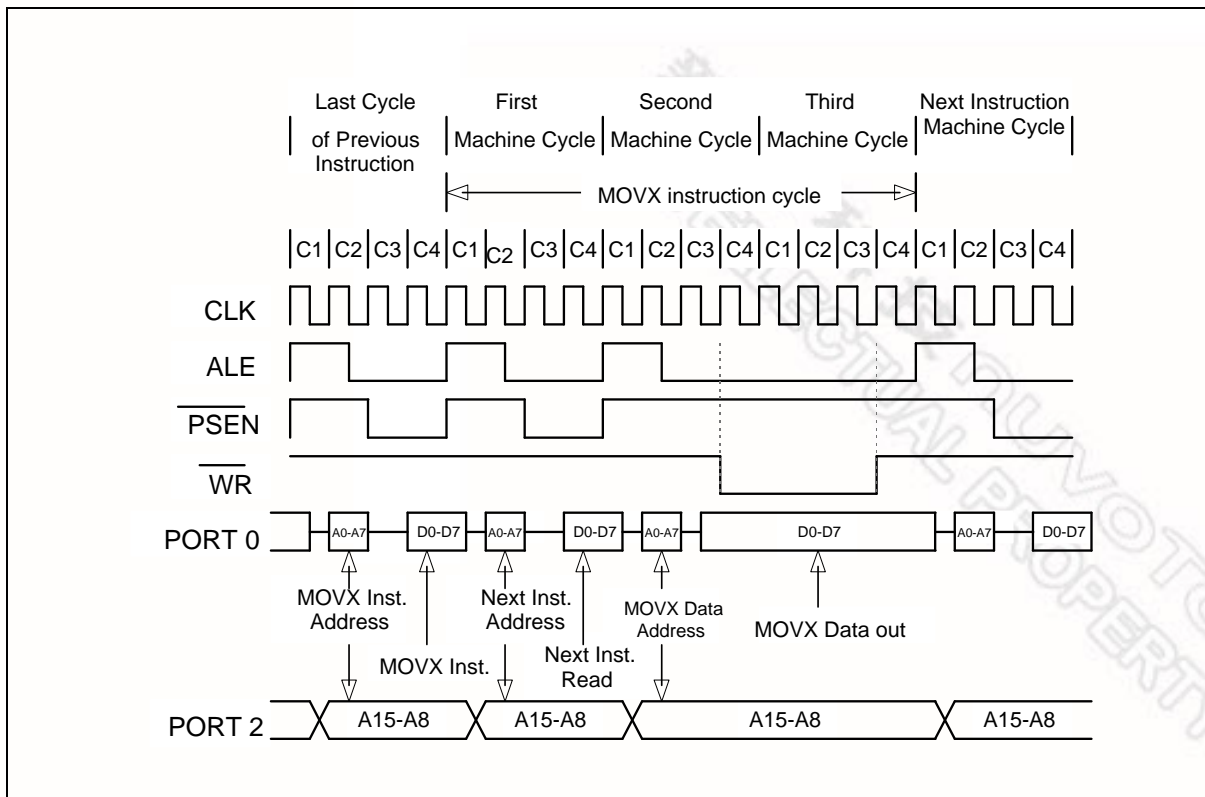 Last Cycle of Previous Instruction
First Machine Cycle
Second Machine Cycle
Third Machine Cycle
Next Instruction Machine Cycle
MOVX instruction cycle
C1 C2 C3 C4 C1 C2 C3 C4 C1 C2 C3 C4 C1 C2 C3 C4 C1 C2 C3 C4
CLK
ALE
PSEN
WR
PORT 0
A0-A7 D0-D7 A0-A7 D0-D7 A0-A7 D0-D7 A0-A7 D0-D7
MOVX Inst. Address
MOVX Inst.
Next Inst. Address
Next Inst. Read
MOVX Data Address
MOVX Data out
PORT 2
A15-A8 A15-A8 A15-A8 A15-A8
NUVOTO
PROPERTY